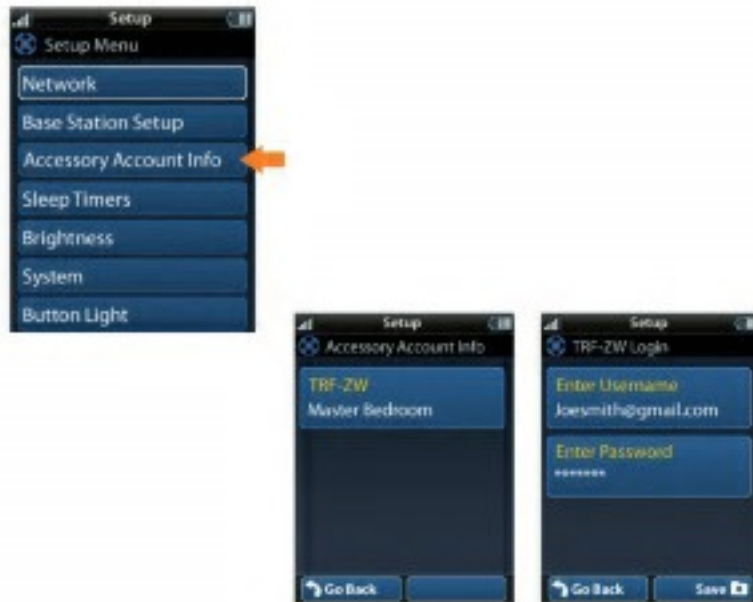 Setup
Setup Menu
Network
Base Station Setup
Accessory Account Info
Sleep Timers
Brightness
System
Button Light
Setup
Accessory Account Info
TRF-ZW
Master Bedroom
Go Back
Setup
TRF-ZW Login
Enter Username
Joesmith@gmail.com
Enter Password
*******
Go Back
Save